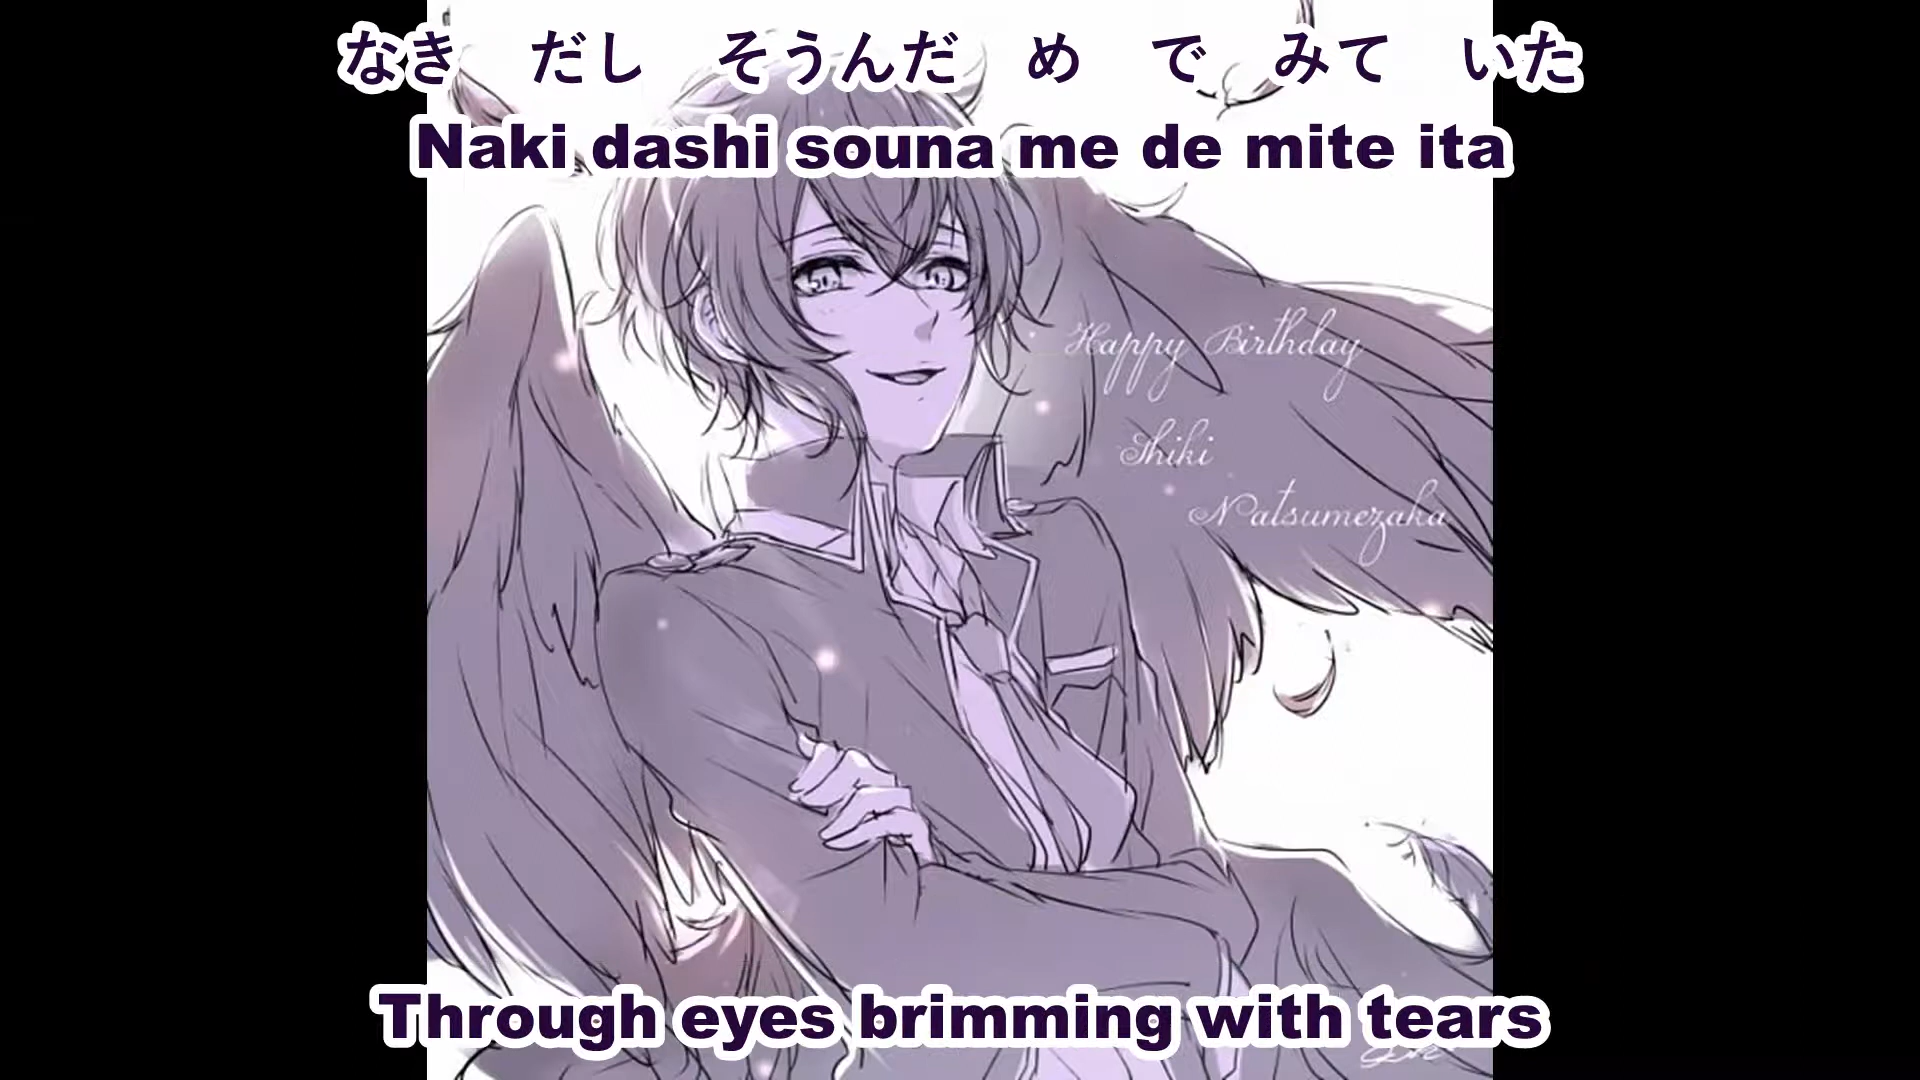 なき だし そうんだ め で みて いた
Naki dashi souna me de mite ita
Happy Birthday
Shiki
Natsumezaka
Through eyes brimming with tears